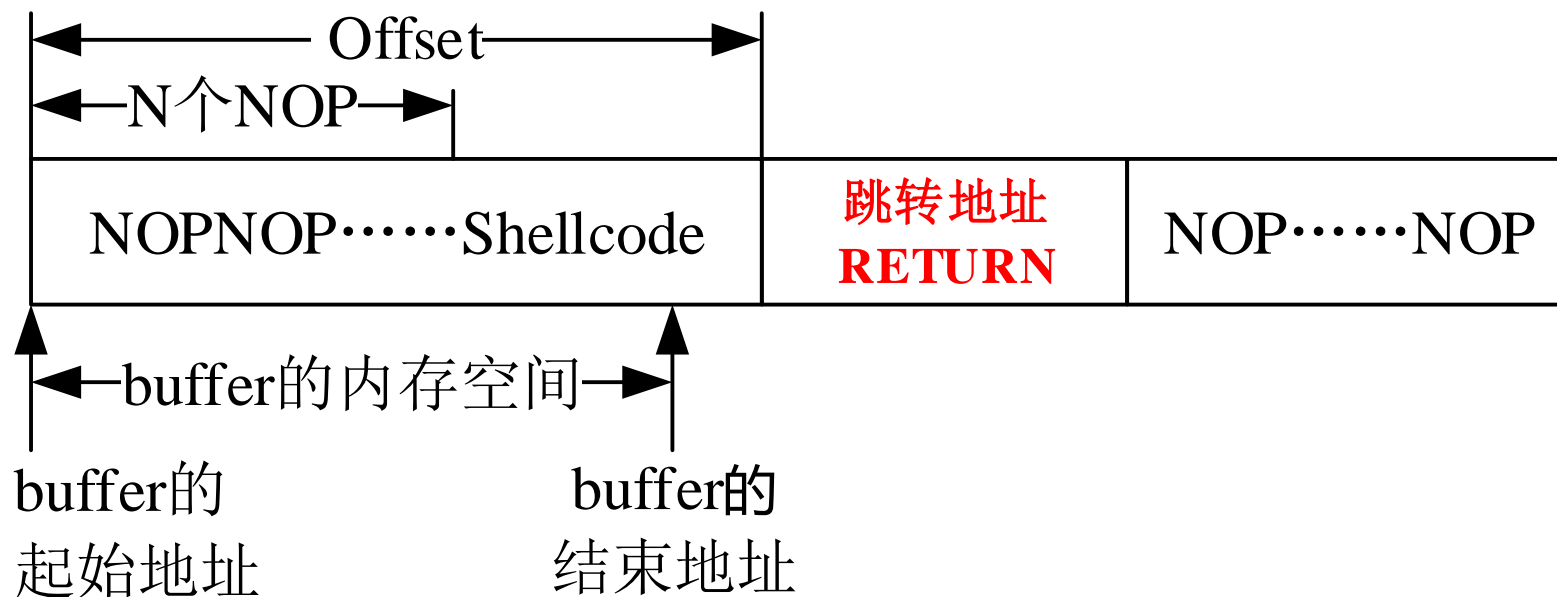 Offset
N个NOP
NOPNOP……Shellcode
跳转地址
RETURN
NOP……NOP
buffer的内存空间
buffer的
起始地址
buffer的
结束地址